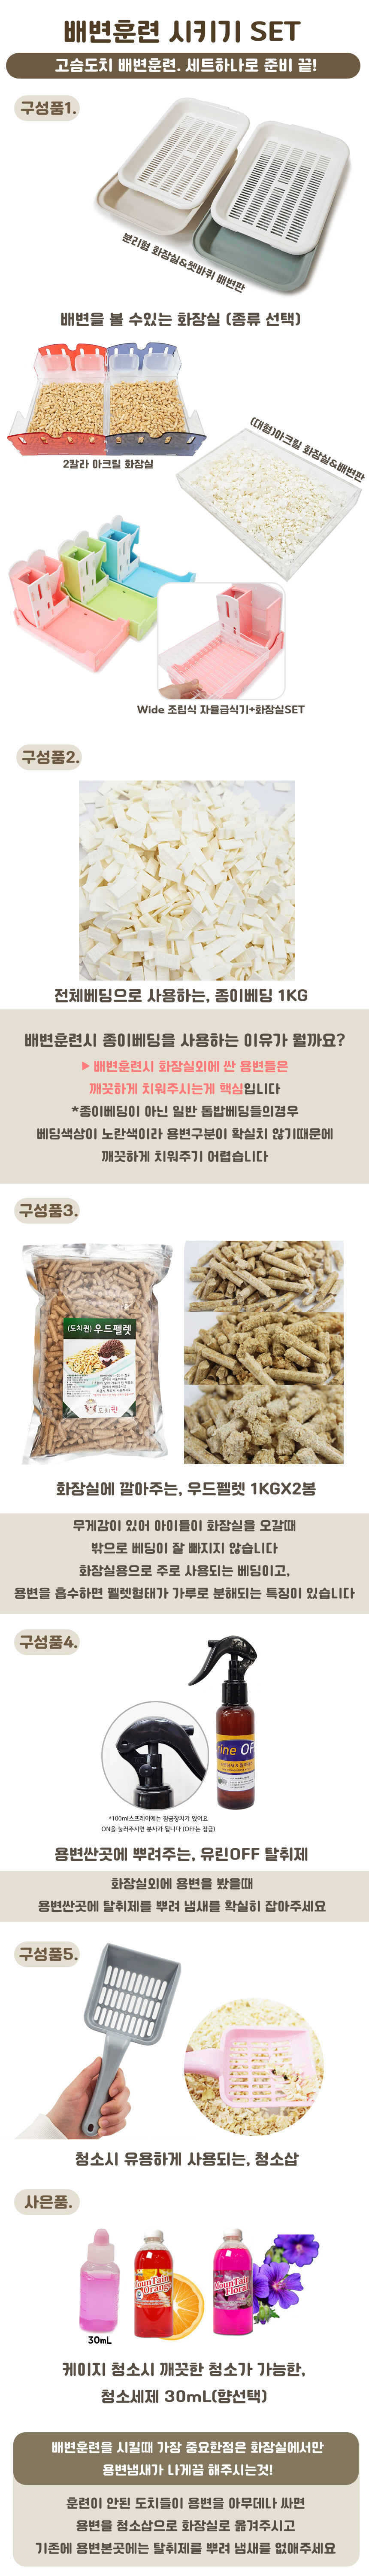 배변훈련 시키기 SET
고슴도치 배변훈련. 세트하나로 준비 끝!
구성품1.
분리형 화장실&쳇바퀴 배변판
배변을 볼 수있는 화장실 (종류 선택)
2칼라 아크릴 화장실
(대형)아크릴 화장실&배변판
Wide 조립식 자율급식기+화장실SET
구성품2.
전체베딩으로 사용하는, 종이베딩 1KG
배변훈련시 종이베딩을 사용하는 이유가 뭘까요?
▶ 배변훈련시 화장실외에 싼 용변들은
깨끗하게 치워주시는게 핵심입니다
*종이베딩이 아닌 일반 톱밥베딩들의경우
베딩색상이 노란색이라 용변구분이 확실치 않기때문에
깨끗하게 치워주기 어렵습니다
구성품3.
(도치퀸) 우드펠렛
도치퀸
화장실에 깔아주는, 우드펠렛 1KGX2봉
무게감이 있어 아이들이 화장실을 오갈때
밖으로 베딩이 잘 빠지지 않습니다
화장실용으로 주로 사용되는 베딩이고,
용변을 흡수하면 펠렛형태가 가루로 분해되는 특징이 있습니다
구성품4.
rine OF
*100ml스프레이에는 잠금장치가 있어요
ON을 눌러주시면 분사가 됩니다 (OFF는 잠금)
용변싼곳에 뿌려주는, 유린OFF 탈취제
화장실외에 용변을 봤을때
용변싼곳에 탈취제를 뿌려 냄새를 확실히 잡아주세요
구성품5.
청소시 유용하게 사용되는, 청소삽
사은품.
30mL
MounTain
Orange
MounTain
Floral
케이지 청소시 깨끗한 청소가 가능한,
청소세제 30mL(향선택)
배변훈련을 시킬때 가장 중요한점은 화장실에서만
용변냄새가 나게끔 해주시는것!
훈련이 안된 도치들이 용변을 아무데나 싸면
용변을 청소삽으로 화장실로 옮겨주시고
기존에 용변본곳에는 탈취제를 뿌려 냄새를 없애주세요